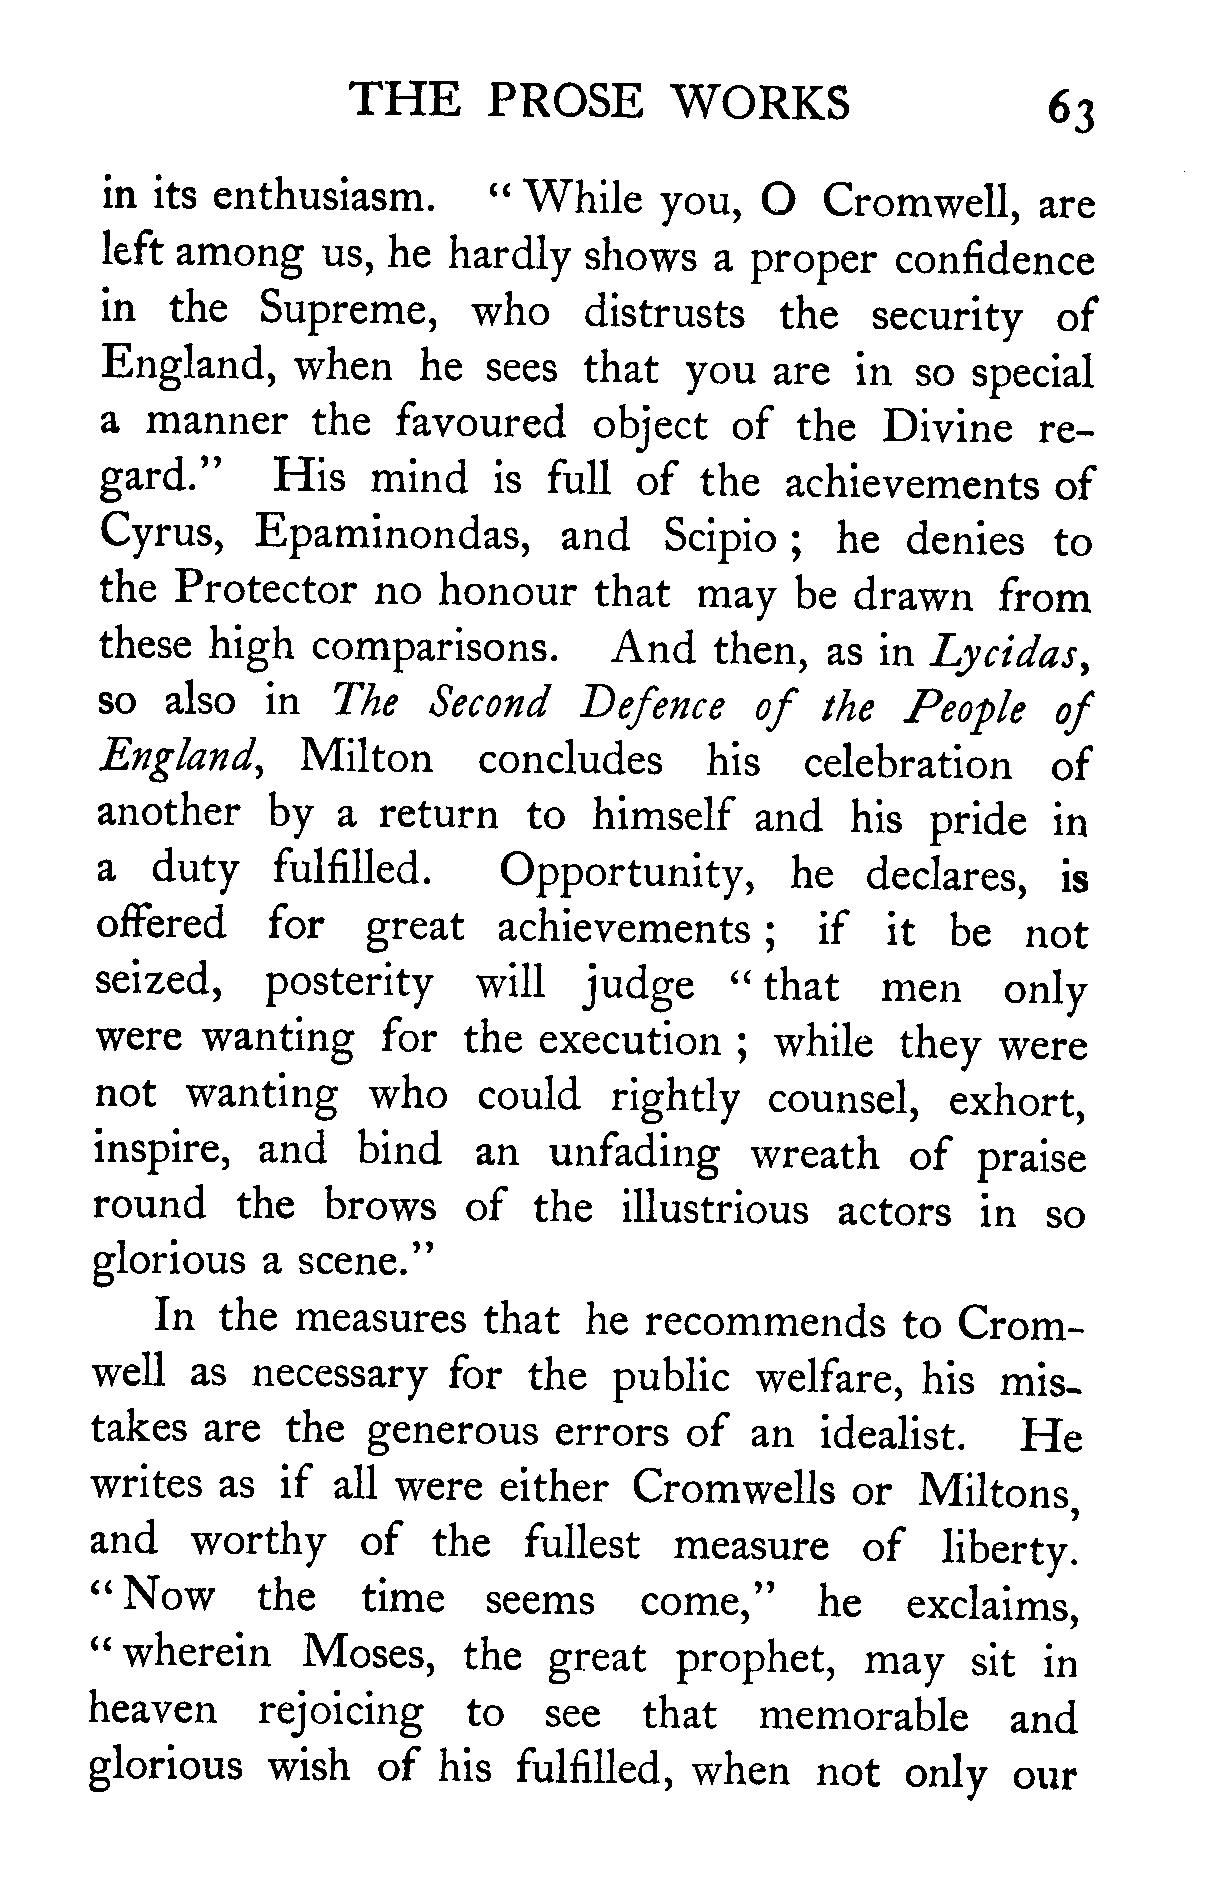 THE PROSE WORKS 63
in its enthusiasm. “ While you, O Cromwell, are
left among us, he hardly shows a proper confidence
in the Supreme, who distrusts the security of
England, when he sees that you are in so special
a manner the favoured object of the Divine re-
gard.” His mind is full of the achievements of
Cyrus, Epaminondas, and Scipio ; he denies to
the Protector no honour that may be drawn from
these high comparisons. And then, as in Lycidas,
so also in The Second Defence of the People of
England, Milton concludes his celebration of
another by a return to himself and his pride in
a duty fulfilled. Opportunity, he declares, is
offered for great achievements ; if it be not
seized, posterity will judge “ that men only
were wanting for the execution ; while they were
not wanting who could rightly counsel, exhort,
inspire, and bind an unfading wreath of praise
round the brows of the illustrious actors in so
glorious a scene.”
In the measures that he recommends to Crom-
well as necessary for the public welfare, his mis-
takes are the generous errors of an idealist. He
writes as if all were either Cromwells or Miltons,
and worthy of the fullest measure of liberty.
“ Now the time seems come,” he exclaims,
“ wherein Moses, the great prophet, may sit in
heaven rejoicing to see that memorable and
glorious wish of his fulfilled, when not only our